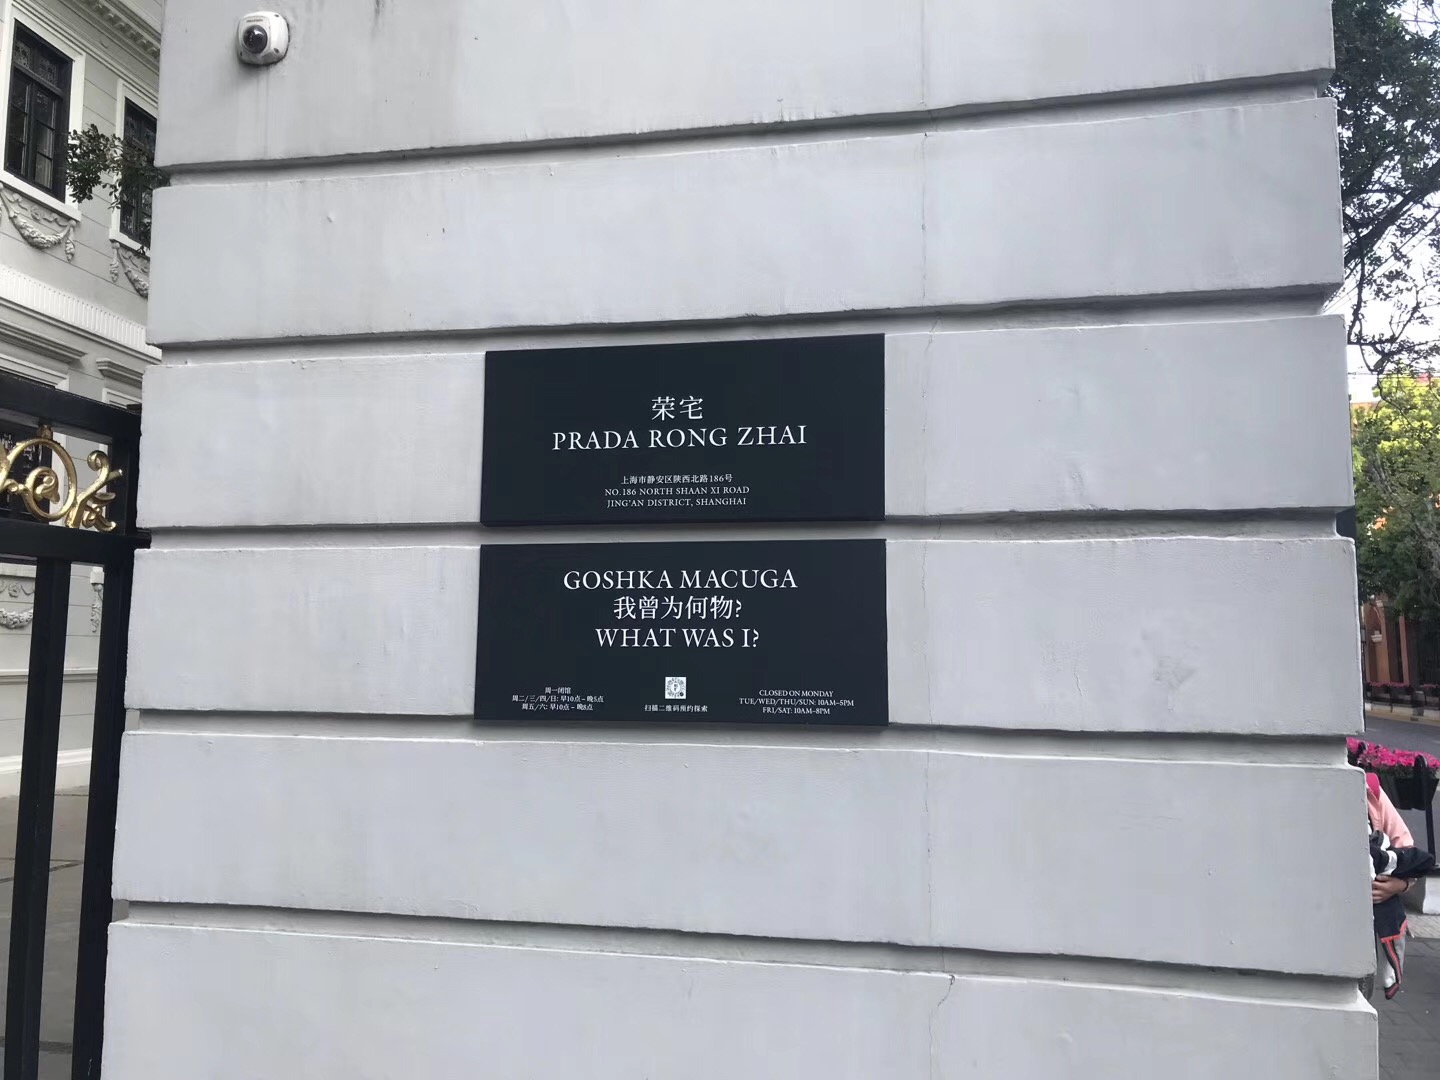 荣宅
PRADA RONG ZHAI
上海市静安区陕西北路186号
NO.186 NORTH SHAAN XI ROAD
JING'AN DISTRICT, SHANGHAI
GOSHKA MACUGA
我曾为何物?
WHAT WAS I?
周一闭馆
周二/三/四/日: 早10点 – 晚5点
周五/六: 早10点 – 晚8点
扫描二维码预约探索
CLOSED ON MONDAY
TUE/WED/THU/SUN: 10AM–5PM
FRI/SAT: 10AM–8PM